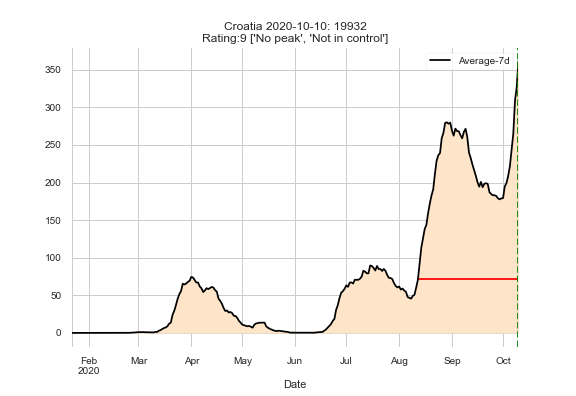 Croatia 2020-10-10: 19932
Rating:9 ['No peak', 'Not in control']
Average-7d
350
300
250
200
150
100
50
0
Feb Mar Apr May Jun Jul Aug Sep Oct
2020
Date